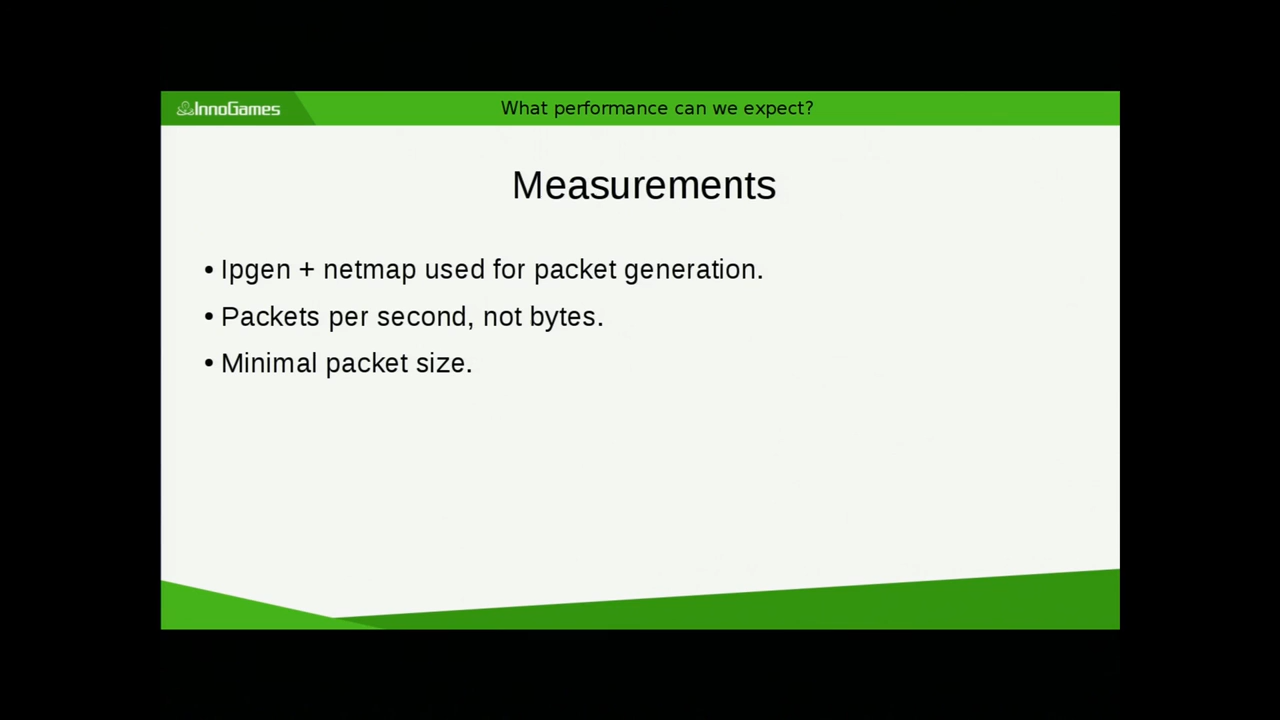 InnoGames
What performance can we expect?
Measurements
• Ipgen + netmap used for packet generation.
• Packets per second, not bytes.
• Minimal packet size.